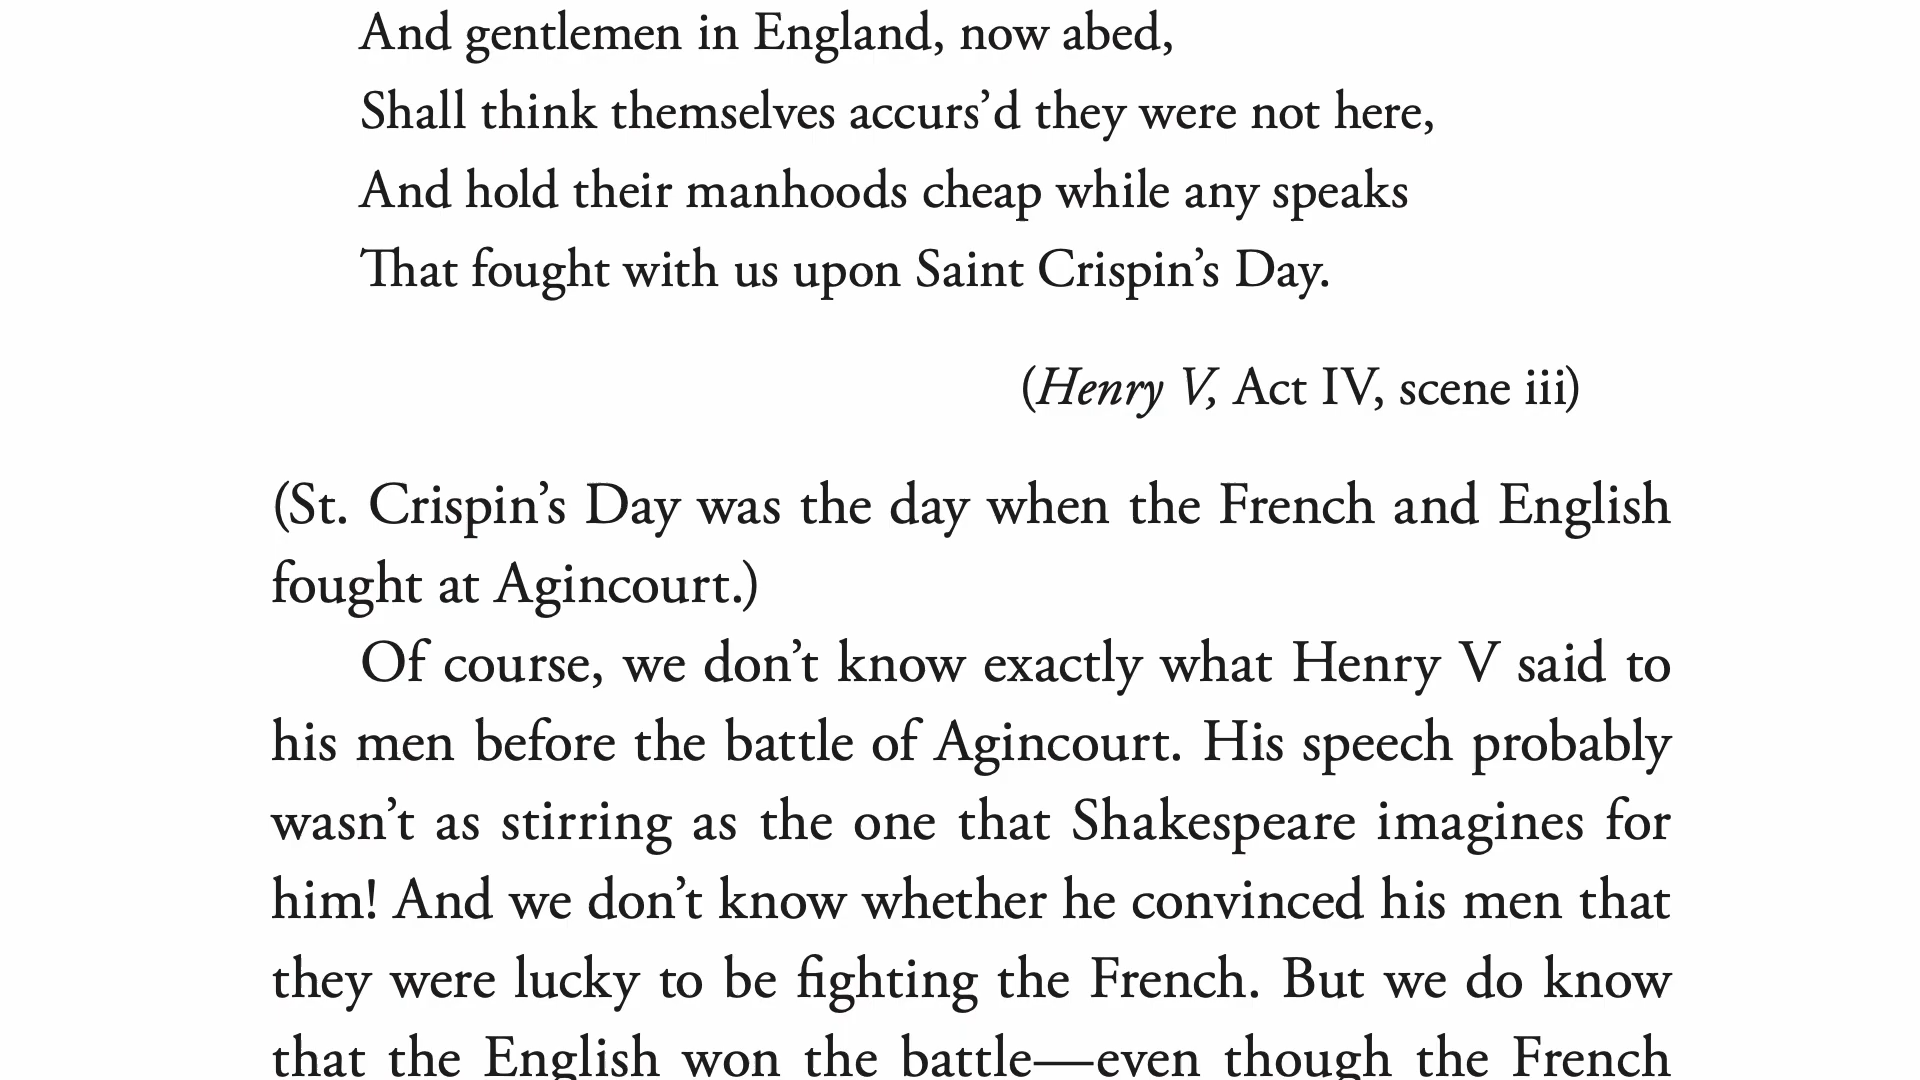 And gentlemen in England, now abed,
Shall think themselves accurs’d they were not here,
And hold their manhoods cheap while any speaks
That fought with us upon Saint Crispin’s Day.
(Henry V, Act IV, scene iii)
(St. Crispin’s Day was the day when the French and English
fought at Agincourt.)
Of course, we don’t know exactly what Henry V said to
his men before the battle of Agincourt. His speech probably
wasn’t as stirring as the one that Shakespeare imagines for
him! And we don’t know whether he convinced his men that
they were lucky to be fighting the French. But we do know
that the English won the battle—even though the French